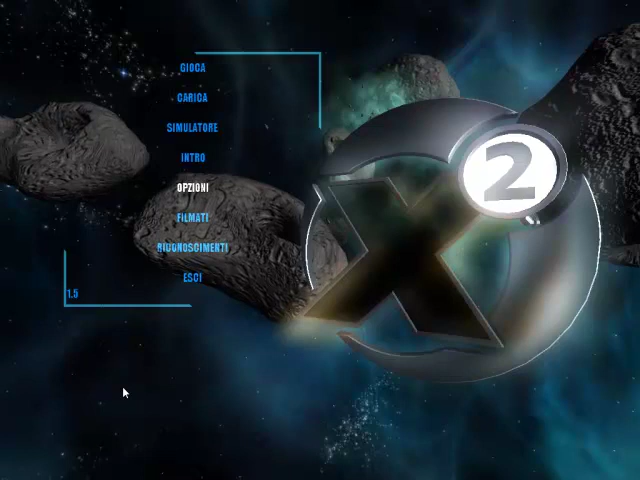 GIOCA
CARICA
SIMULATORE
INTRO
OPZIONI
FILMATI
RICONOSCIMENTI
ESCI
1.5
X
2